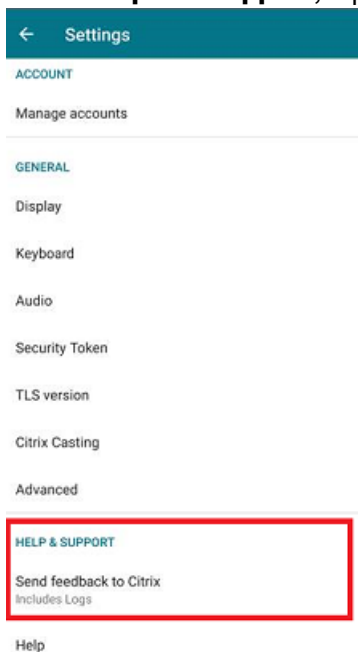 Settings
ACCOUNT
Manage accounts
GENERAL
Display
Keyboard
Audio
Security Token
TLS version
Citrix Casting
Advanced
HELP & SUPPORT
Send feedback to Citrix
Includes Logs
Help